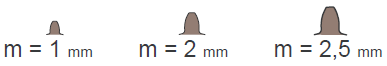 m = 1 mm m = 2 mm m = 2,5 mm